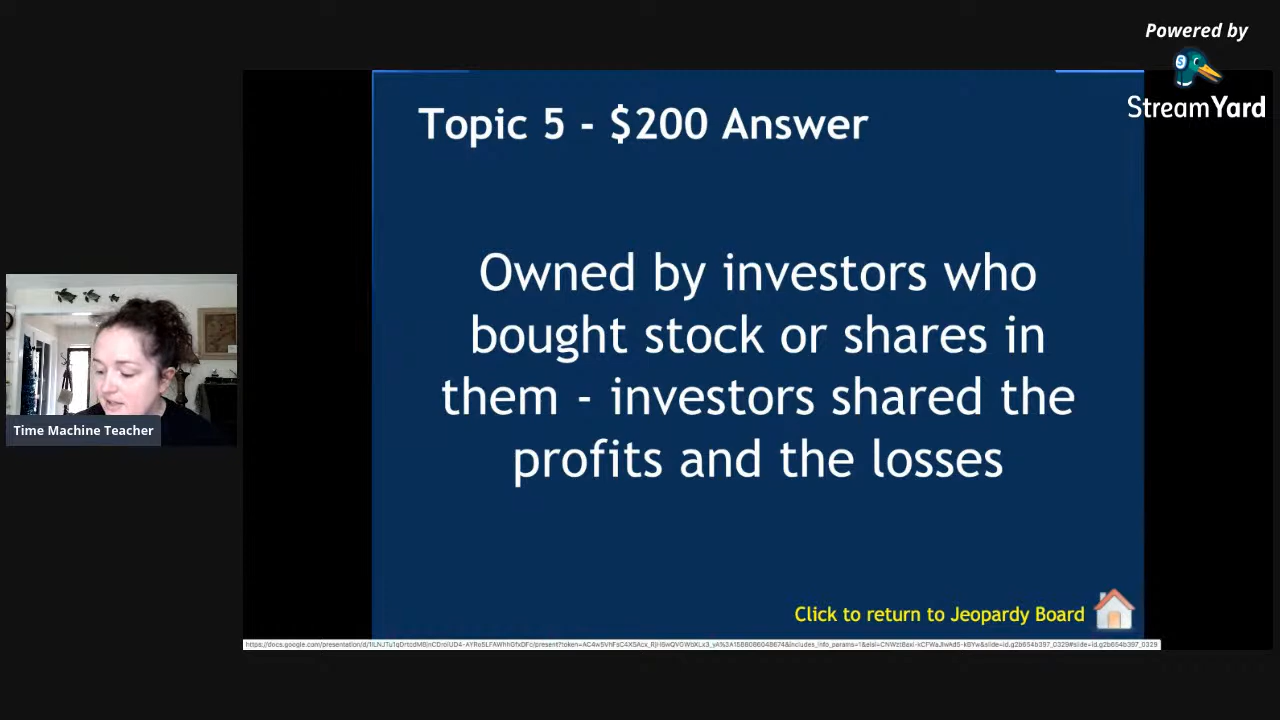 Powered by
StreamYard
Topic 5 - $200 Answer
Owned by investors who
bought stock or shares in
them - investors shared the
profits and the losses
Time Machine Teacher
Click to return to Jeopardy Board